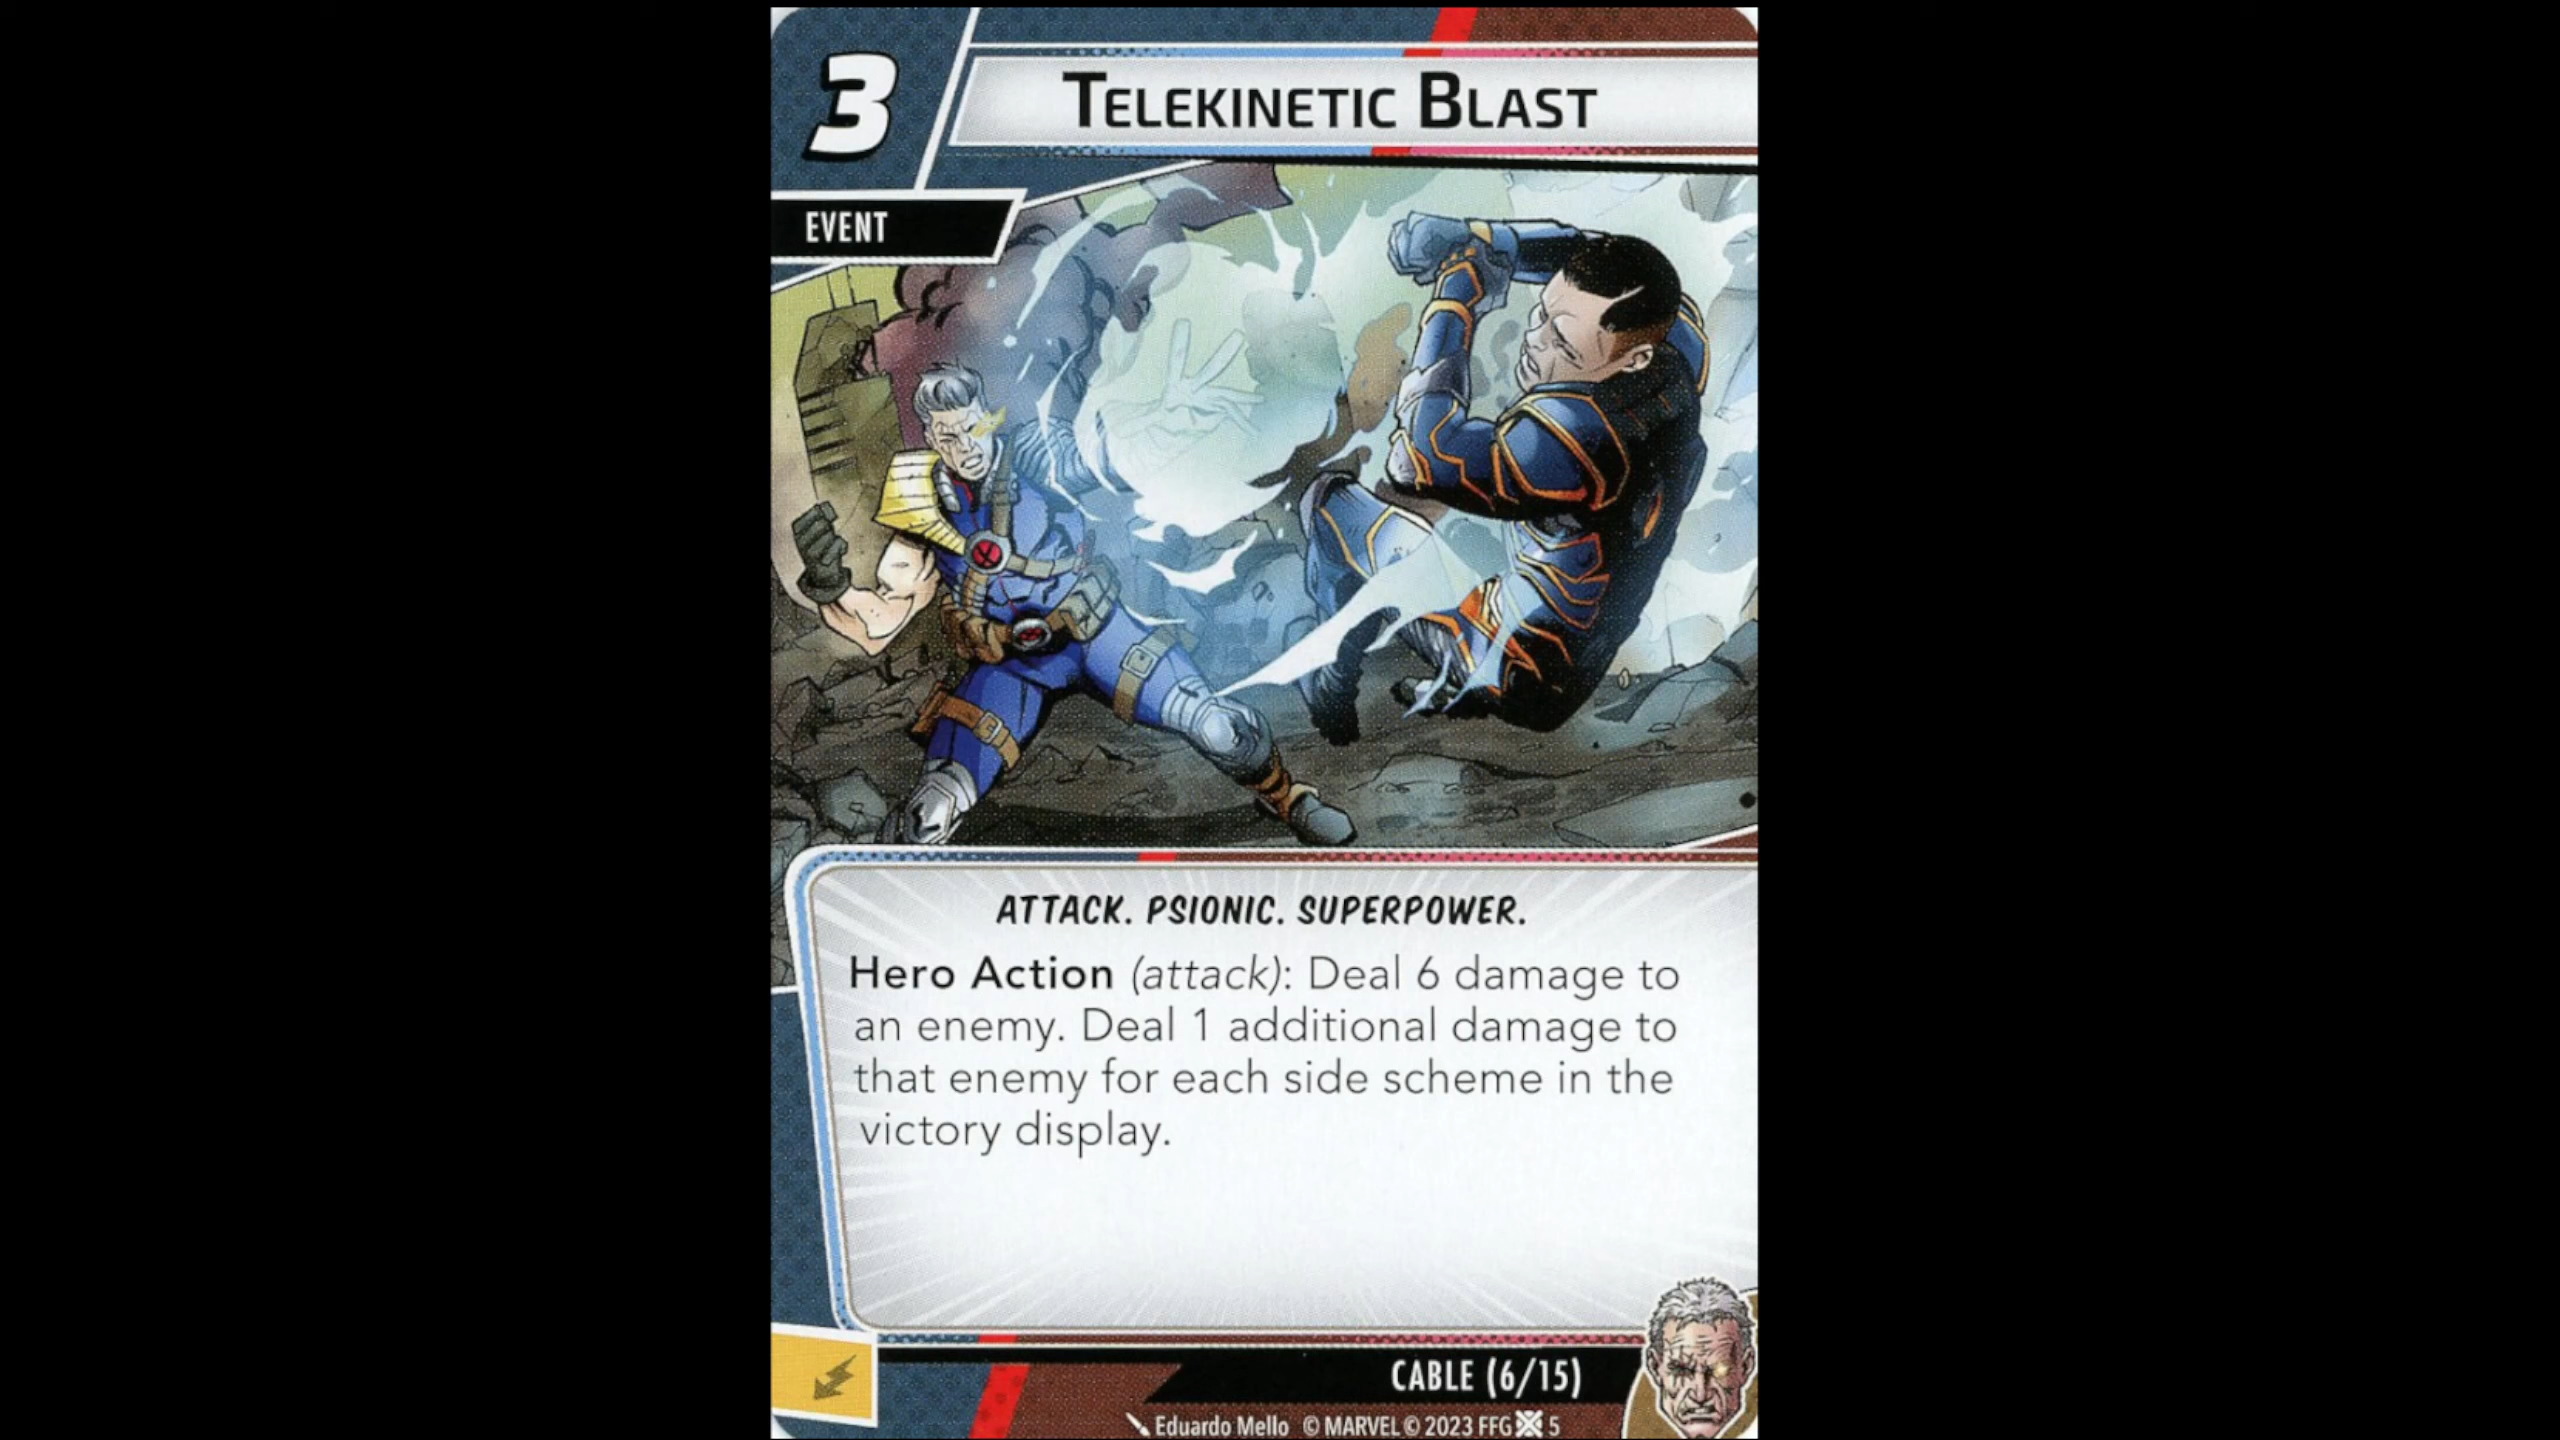 3
TELEKINETIC BLAST
EVENT
ATTACK. PSIONIC. SUPERPOWER.
Hero Action (attack): Deal 6 damage to
an enemy. Deal 1 additional damage to
that enemy for each side scheme in the
victory display.
CABLE (6/15)
Eduardo Mello © MARVEL © 2023 FFG 5